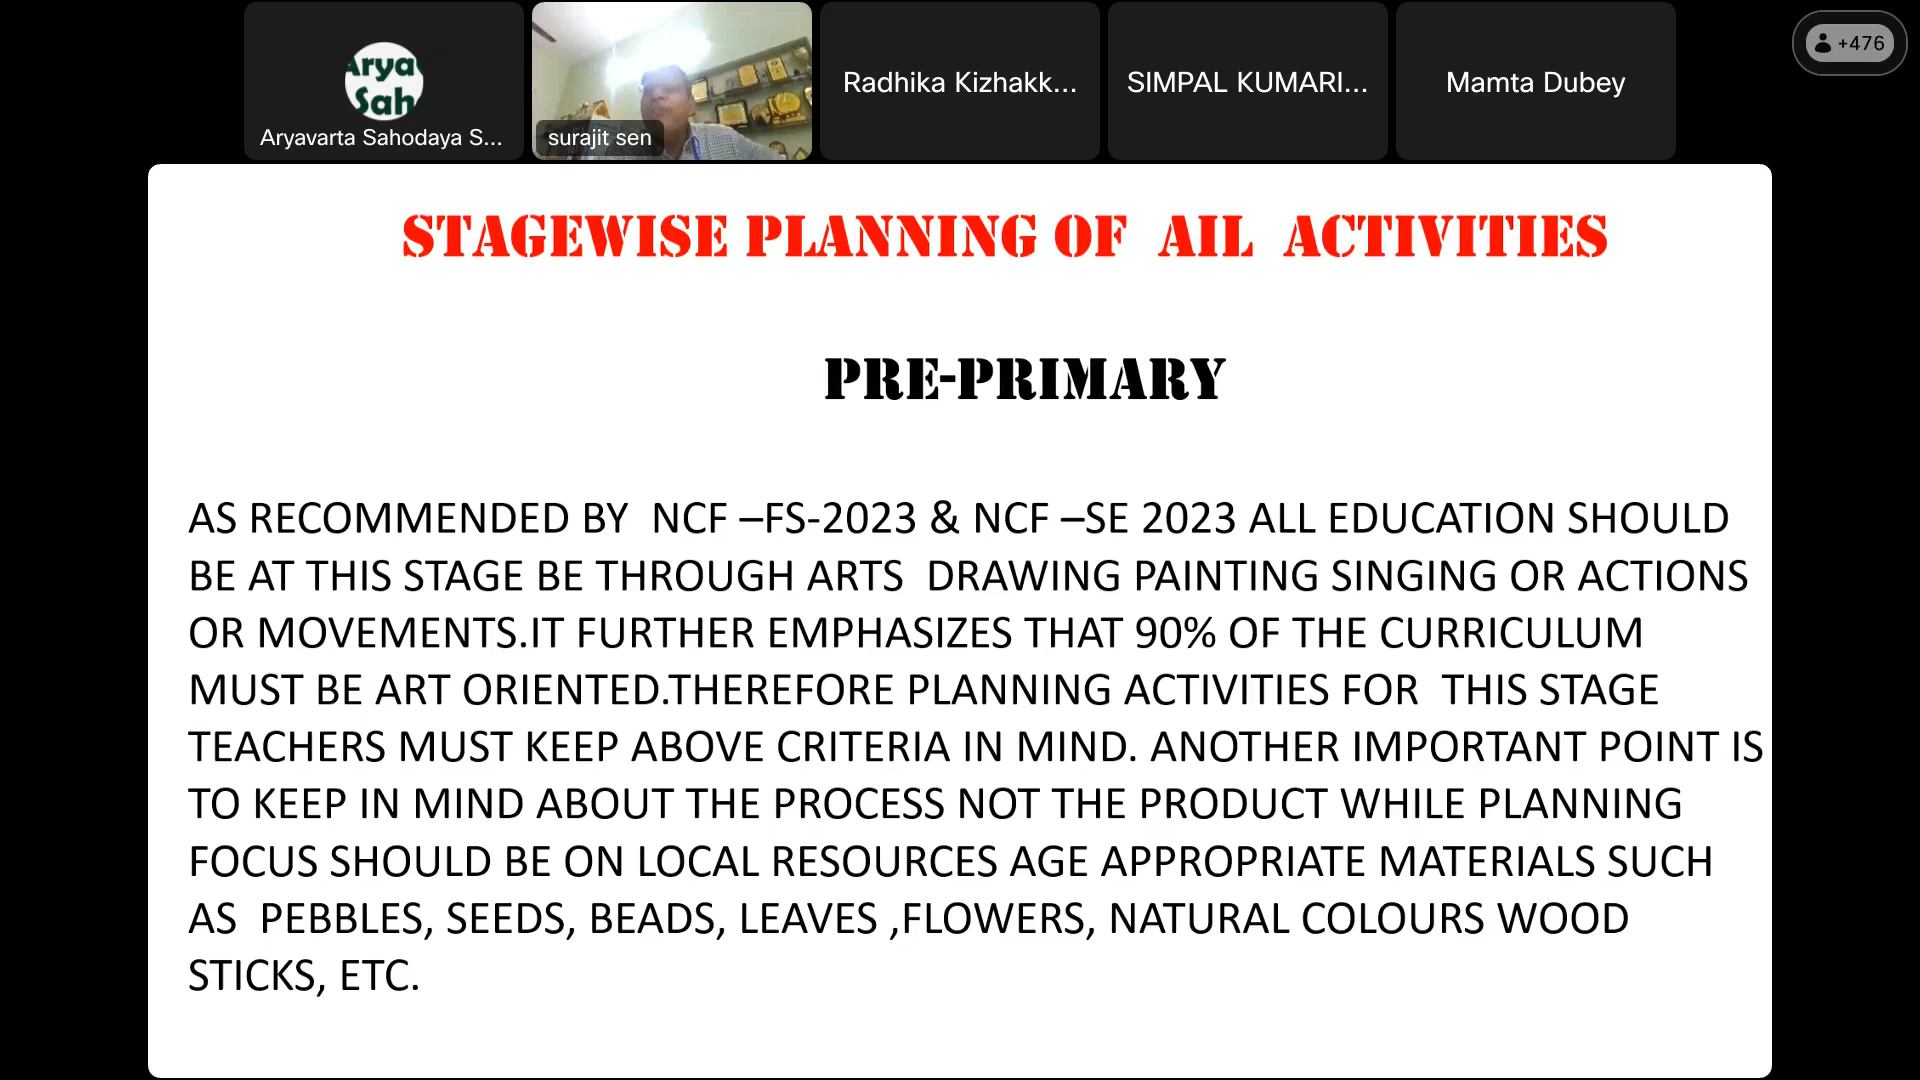 Arya
Sah
Aryavarta Sahodaya S...
surajit sen
Radhika Kizhakk...
SIMPAL KUMARI...
Mamta Dubey
+476
STAGEWISE PLANNING OF AIL ACTIVITIES
PRE-PRIMARY
AS RECOMMENDED BY NCF –FS-2023 & NCF –SE 2023 ALL EDUCATION SHOULD
BE AT THIS STAGE BE THROUGH ARTS DRAWING PAINTING SINGING OR ACTIONS
OR MOVEMENTS.IT FURTHER EMPHASIZES THAT 90% OF THE CURRICULUM
MUST BE ART ORIENTED.THEREFORE PLANNING ACTIVITIES FOR THIS STAGE
TEACHERS MUST KEEP ABOVE CRITERIA IN MIND. ANOTHER IMPORTANT POINT IS
TO KEEP IN MIND ABOUT THE PROCESS NOT THE PRODUCT WHILE PLANNING
FOCUS SHOULD BE ON LOCAL RESOURCES AGE APPROPRIATE MATERIALS SUCH
AS PEBBLES, SEEDS, BEADS, LEAVES ,FLOWERS, NATURAL COLOURS WOOD
STICKS, ETC.